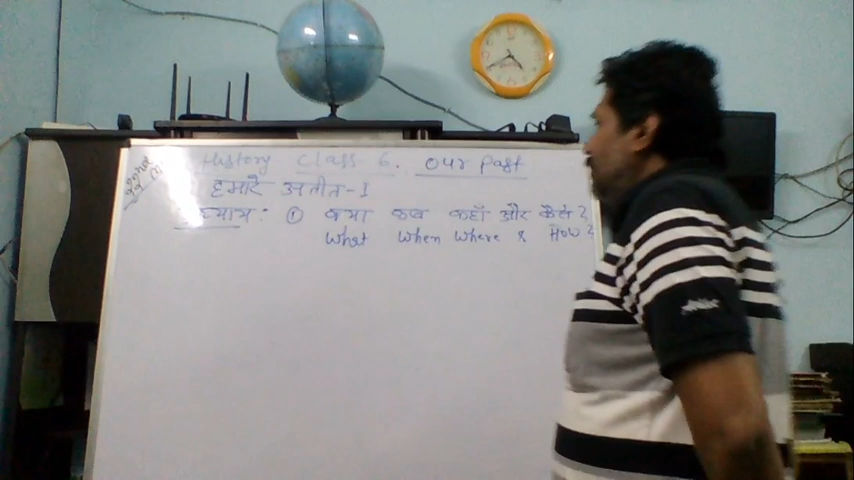 History Class 6. Our Past
हमारे अतीत-I
अध्याय: ① क्या कब कहाँ और कैसे?
What When Where & How?